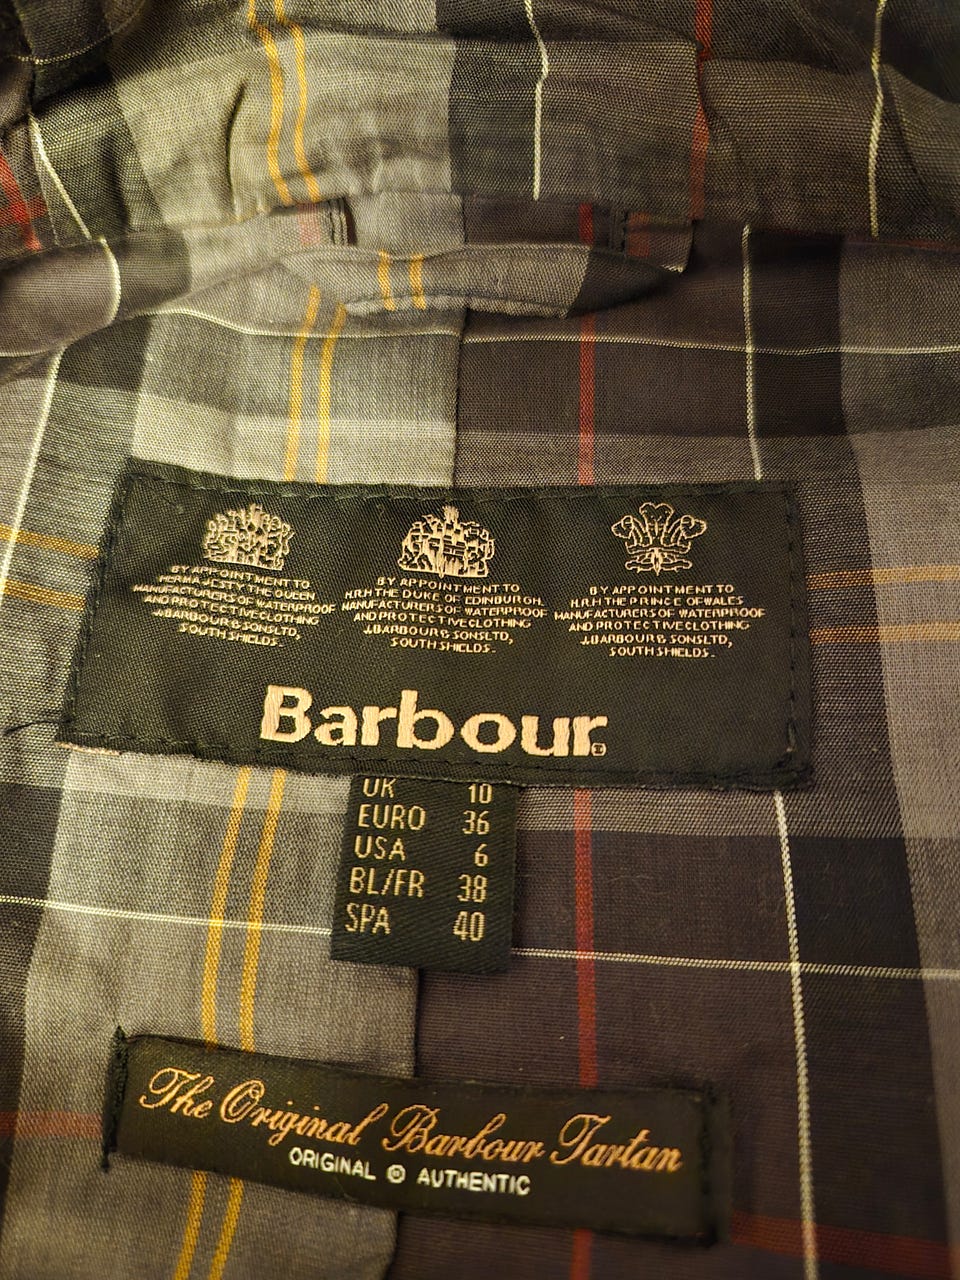 BY APPOINTMENT TO
HER MAJESTY THE QUEEN
MANUFACTURERS OF WATERPROOF
AND PROTECTIVE CLOTHING
J.BARBOUR & SONS LTD,
SOUTH SHIELDS.
BY APPOINTMENT TO
H.R.H THE DUKE OF EDINBURGH
MANUFACTURERS OF WATERPROOF
AND PROTECTIVE CLOTHING
J.BARBOUR & SONS LTD,
SOUTH SHIELDS.
BY APPOINTMENT TO
H.R.H THE PRINCE OF WALES
MANUFACTURERS OF WATERPROOF
AND PROTECTIVE CLOTHING
J.BARBOUR & SONS LTD,
SOUTH SHIELDS.
Barbour®
UK 10
EURO 36
USA 6
BL/FR 38
SPA 40
The Original Barbour Tartan
ORIGINAL ® AUTHENTIC